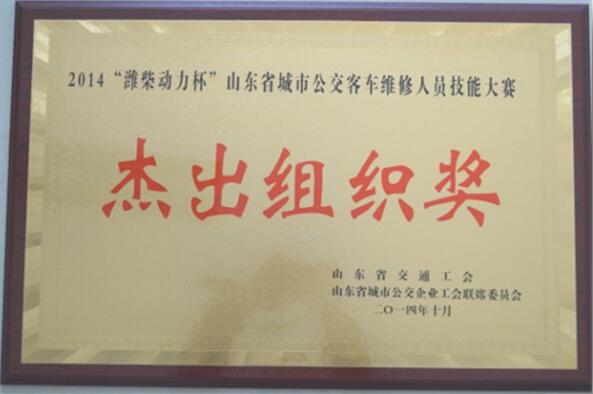 2014“潍柴动力杯”山东省城市公交客车维修人员技能大赛
杰出组织奖
山东省交通工会
山东省城市公交企业工会联席委员会
二〇一四年十月